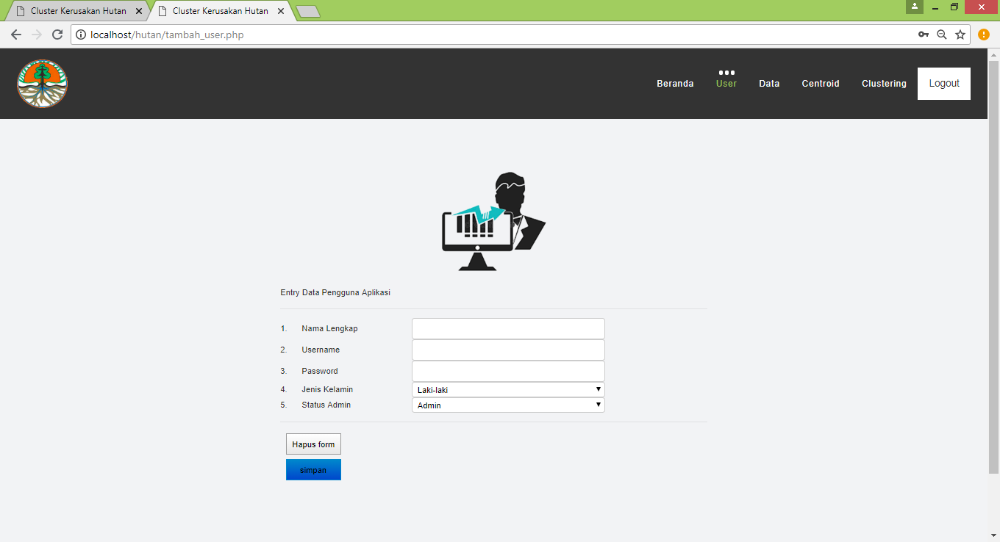 Cluster Kerusakan Hutan
Cluster Kerusakan Hutan
localhost/hutan/tambah_user.php
Beranda
User
Data
Centroid
Clustering
Logout
Entry Data Pengguna Aplikasi
1. Nama Lengkap
2. Username
3. Password
4. Jenis Kelamin Laki-laki
5. Status Admin Admin
Hapus form
simpan